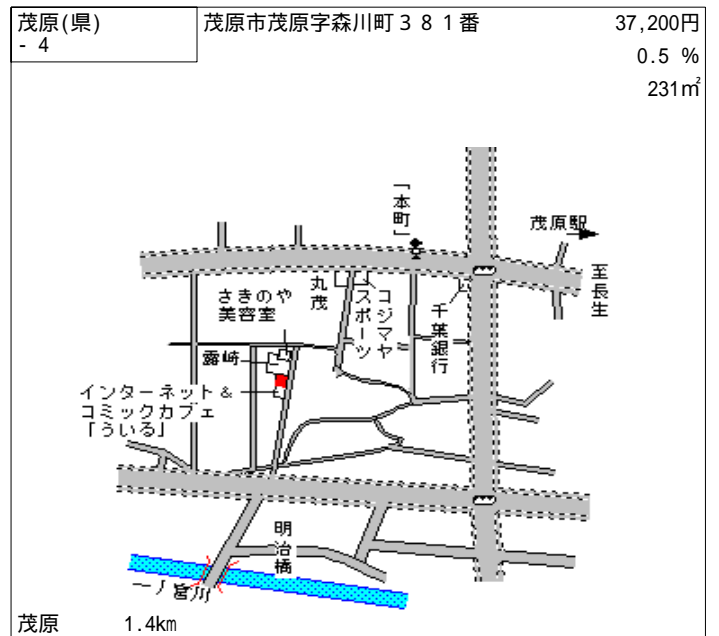 茂原(県)
- 4
茂原市茂原字森川町３８１番
37,200円
0.5 %
231㎡
「本町」
茂原駅
至長生
丸茂
コジマヤ
スポーツ
千葉銀行
さきのや
美容室
露崎
インターネット＆
コミックカフェ
「ういる」
明治橋
一ノ宮川
茂原 1.4km